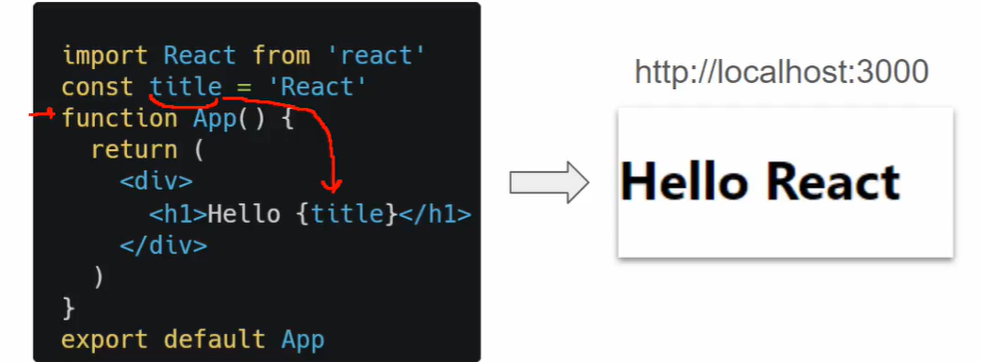 import React from 'react'
const title = 'React'
function App() {
return (
<div>
<h1>Hello {title}</h1>
</div>
)
}
export default App
http://localhost:3000
Hello React